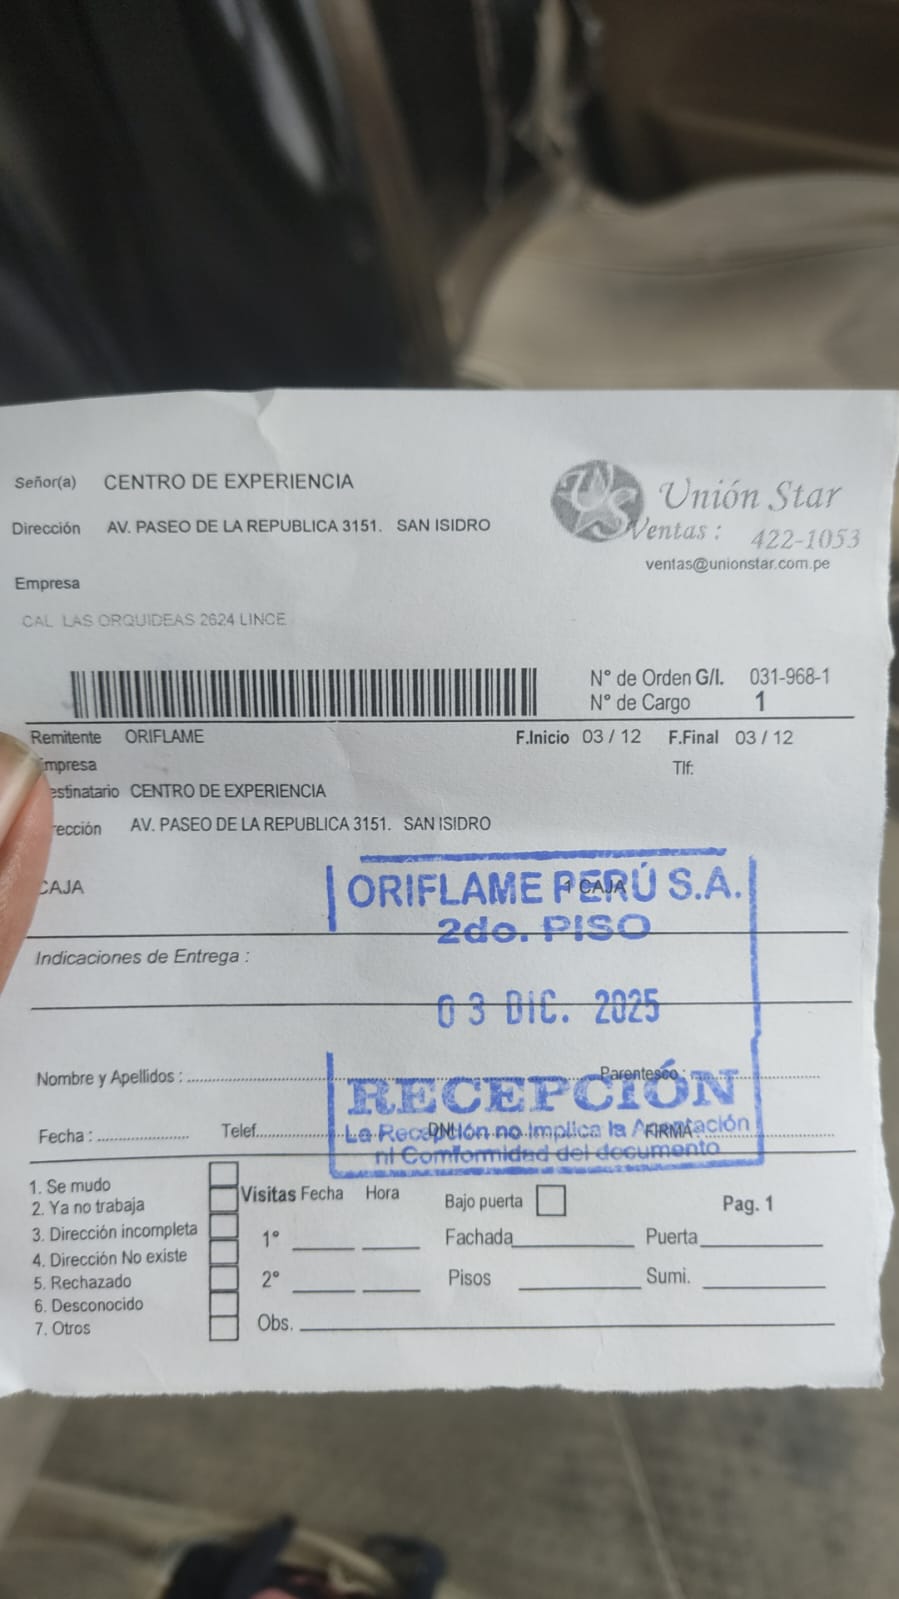 Señor(a) CENTRO DE EXPERIENCIA
Dirección AV. PASEO DE LA REPUBLICA 3151. SAN ISIDRO
Unión Star
Ventas : 422-1053
ventas@unionstar.com.pe
Empresa
CAL LAS ORQUIDEAS 2624 LINCE
N° de Orden G/I. 031-968-1
N° de Cargo 1
Remitente ORIFLAME F.Inicio 03 / 12 F.Final 03 / 12
mpresa Tlf:
estinatario CENTRO DE EXPERIENCIA
rección AV. PASEO DE LA REPUBLICA 3151. SAN ISIDRO
CAJA 1 CAJA
ORIFLAME PERÚ S.A.
2do. PISO
Indicaciones de Entrega :
03 DIC. 2025
Nombre y Apellidos : Parentesco :
RECEPCIÓN
Fecha : Telef. DNI FIRMA
La Recepción no Implica la Aceptación
ni Comformidad del documento
1. Se mudo
2. Ya no trabaja
3. Dirección incompleta
4. Dirección No existe
5. Rechazado
6. Desconocido
7. Otros
Visitas Fecha Hora Bajo puerta Pag. 1
1° Fachada Puerta
2° Pisos Sumi.
Obs.